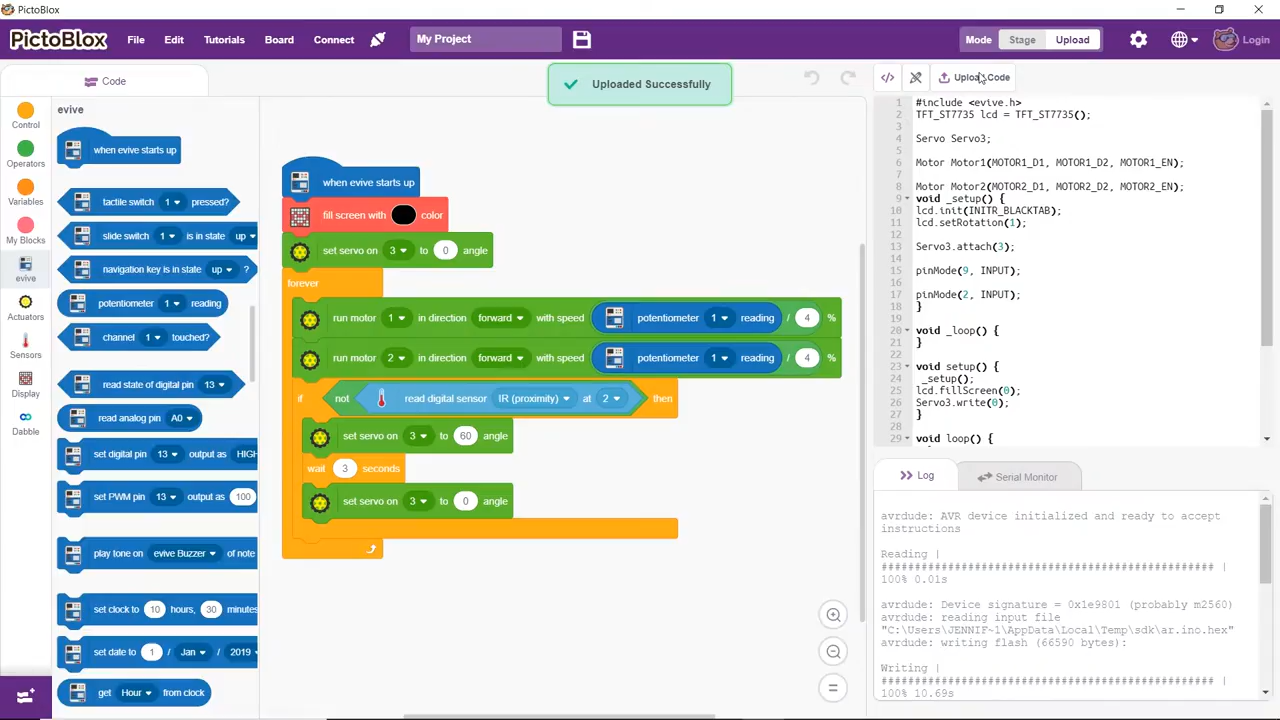 PictoBlox
PictoBlox File Edit Tutorials Board Connect My Project Mode Stage Upload Login
Code
Uploaded Successfully
Upload Code
Control
Operators
Variables
My Blocks
evive
Actuators
Sensors
Display
Dabble
evive
when evive starts up
tactile switch 1 pressed?
slide switch 1 is in state up
navigation key is in state up ?
potentiometer 1 reading
channel 1 touched?
read state of digital pin 13
read analog pin A0
set digital pin 13 output as HIGH
set PWM pin 13 output as 100
play tone on evive Buzzer of note
set clock to 10 hours, 30 minutes
set date to 1 / Jan / 2019
get Hour from clock
when evive starts up
fill screen with color
set servo on 3 to 0 angle
forever
run motor 1 in direction forward with speed potentiometer 1 reading / 4 %
run motor 2 in direction forward with speed potentiometer 1 reading / 4 %
if not read digital sensor IR (proximity) at 2 then
set servo on 3 to 60 angle
wait 3 seconds
set servo on 3 to 0 angle
1 #include <evive.h>
2 TFT_ST7735 lcd = TFT_ST7735();
3
4 Servo Servo3;
5
6 Motor Motor1(MOTOR1_D1, MOTOR1_D2, MOTOR1_EN);
7
8 Motor Motor2(MOTOR2_D1, MOTOR2_D2, MOTOR2_EN);
9 void _setup() {
10 lcd.init(INITR_BLACKTAB);
11 lcd.setRotation(1);
12
13 Servo3.attach(3);
14
15 pinMode(9, INPUT);
16
17 pinMode(2, INPUT);
18 }
19
20 void _loop() {
21 }
22
23 void setup() {
24 _setup();
25 lcd.fillScreen(0);
26 Servo3.write(0);
27 }
28
29 void loop() {
Log Serial Monitor
avrdude: AVR device initialized and ready to accept
instructions
Reading |
################################################## |
100% 0.01s
avrdude: Device signature = 0x1e9801 (probably m2560)
avrdude: reading input file
"C:\Users\JENNIF~1\AppData\Local\Temp\sdk\ar.ino.hex"
avrdude: writing flash (66590 bytes):
Writing |
################################################## |
100% 10.69s